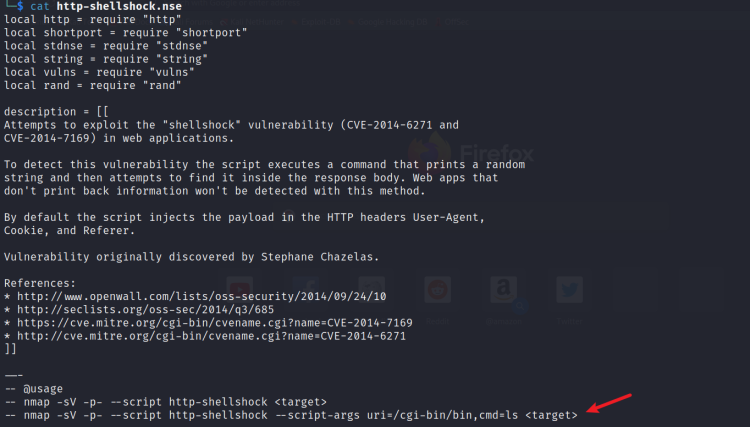 └─$ cat http-shellshock.nse
local http = require "http"
local shortport = require "shortport"
local stdnse = require "stdnse"
local string = require "string"
local vulns = require "vulns"
local rand = require "rand"
description = [[
Attempts to exploit the "shellshock" vulnerability (CVE-2014-6271 and
CVE-2014-7169) in web applications.
To detect this vulnerability the script executes a command that prints a random
string and then attempts to find it inside the response body. Web apps that
don't print back information won't be detected with this method.
By default the script injects the payload in the HTTP headers User-Agent,
Cookie, and Referer.
Vulnerability originally discovered by Stephane Chazelas.
References:
* http://www.openwall.com/lists/oss-security/2014/09/24/10
* http://seclists.org/oss-sec/2014/q3/685
* https://cve.mitre.org/cgi-bin/cvename.cgi?name=CVE-2014-7169
* http://cve.mitre.org/cgi-bin/cvename.cgi?name=CVE-2014-6271
]]
---
-- @usage
-- nmap -sV -p- --script http-shellshock <target>
-- nmap -sV -p- --script http-shellshock --script-args uri=/cgi-bin/bin,cmd=ls <target>
Firefox